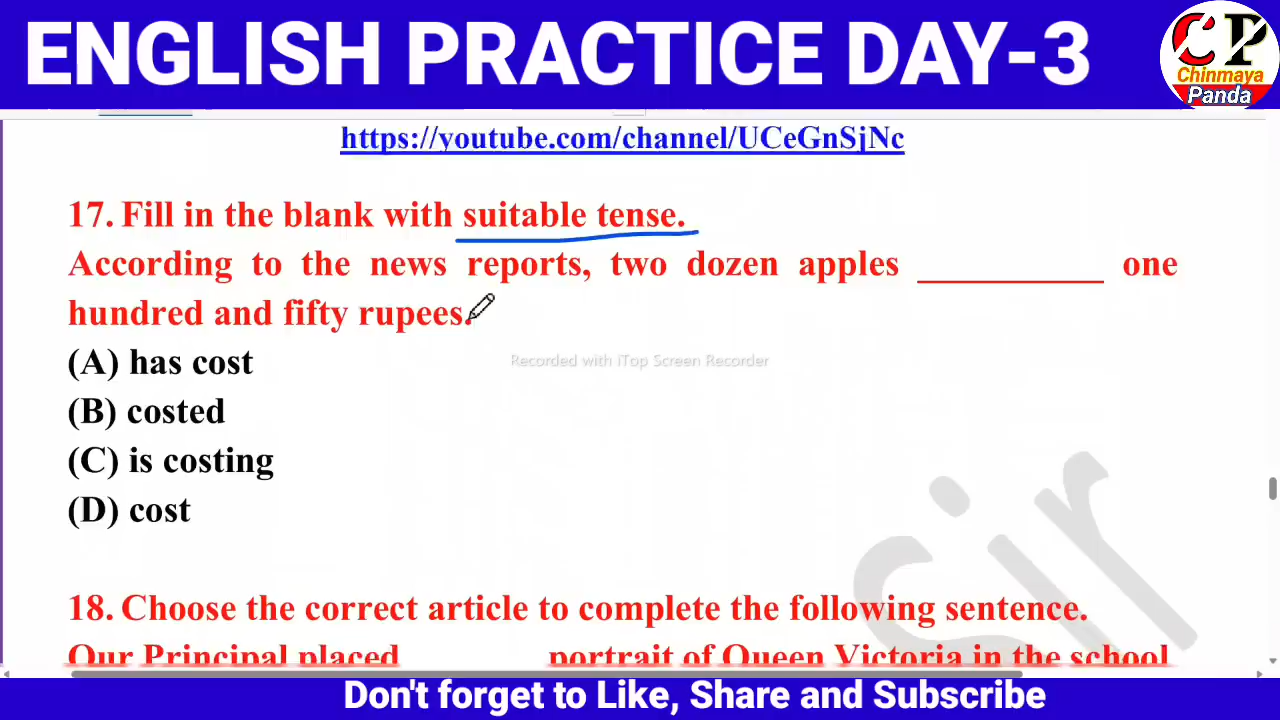 ENGLISH PRACTICE DAY-3
CP
Chinmaya
Panda
https://youtube.com/channel/UCeGnSjNc
17. Fill in the blank with suitable tense.
According to the news reports, two dozen apples __________ one
hundred and fifty rupees.
Recorded with iTop Screen Recorder
(A) has cost
(B) costed
(C) is costing
(D) cost
Sir
18. Choose the correct article to complete the following sentence.
Our Principal placed ________ portrait of Queen Victoria in the school
Don't forget to Like, Share and Subscribe